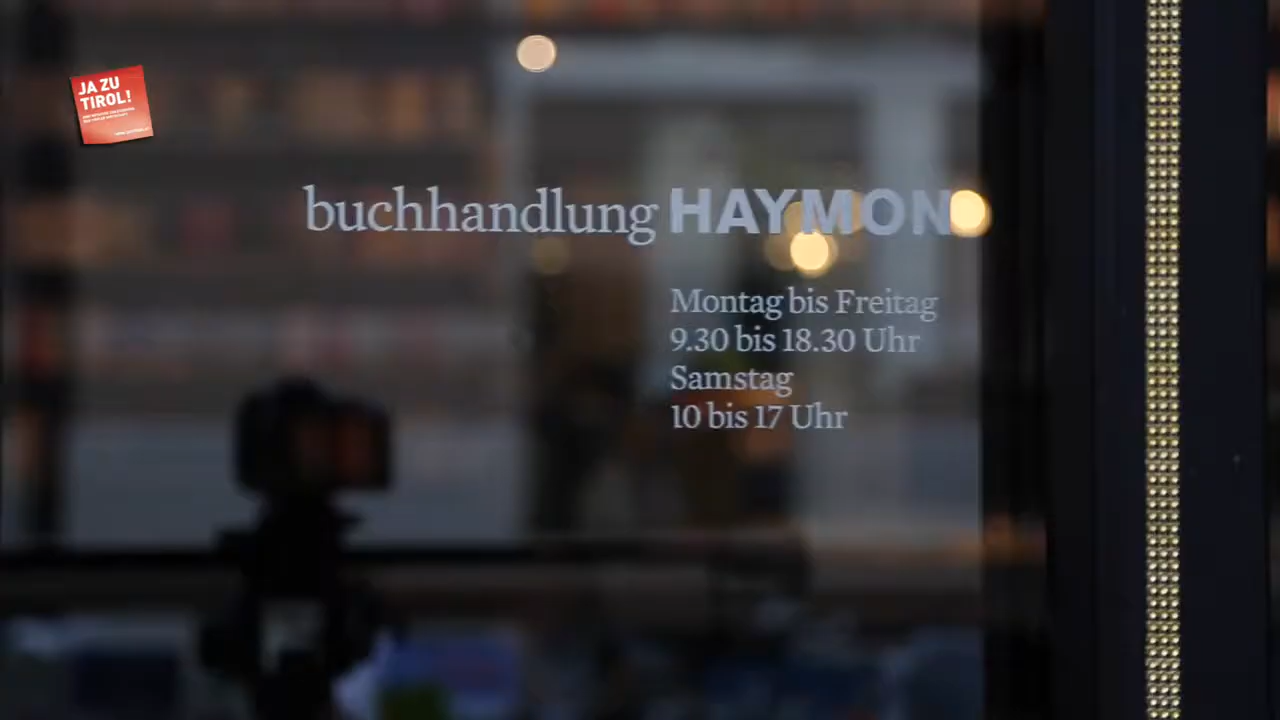 JA ZU
TIROL!
buchhandlung HAYMON
Montag bis Freitag
9.30 bis 18.30 Uhr
Samstag
10 bis 17 Uhr